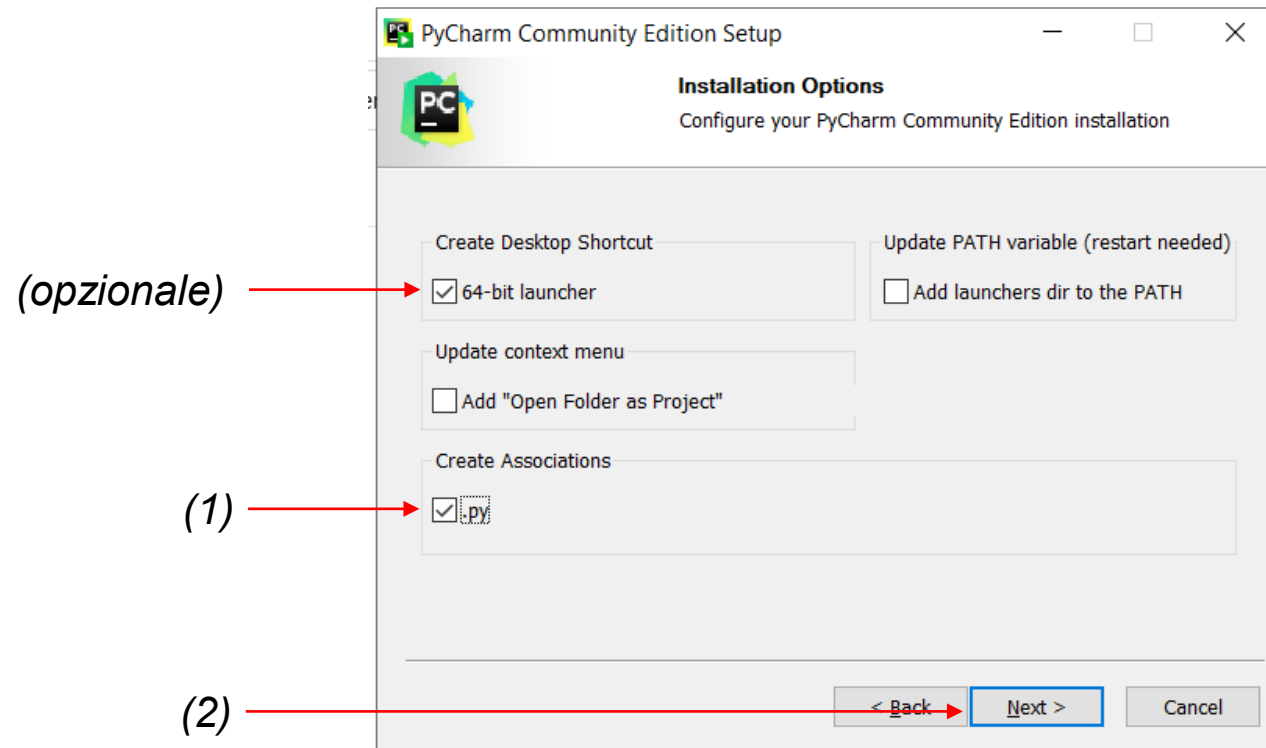 PyCharm Community Edition Setup
PC
Installation Options
Configure your PyCharm Community Edition installation
Create Desktop Shortcut
Update PATH variable (restart needed)
(opzionale)
64-bit launcher
Add launchers dir to the PATH
Update context menu
Add "Open Folder as Project"
Create Associations
(1)
.py
(2)
< Back
Next >
Cancel